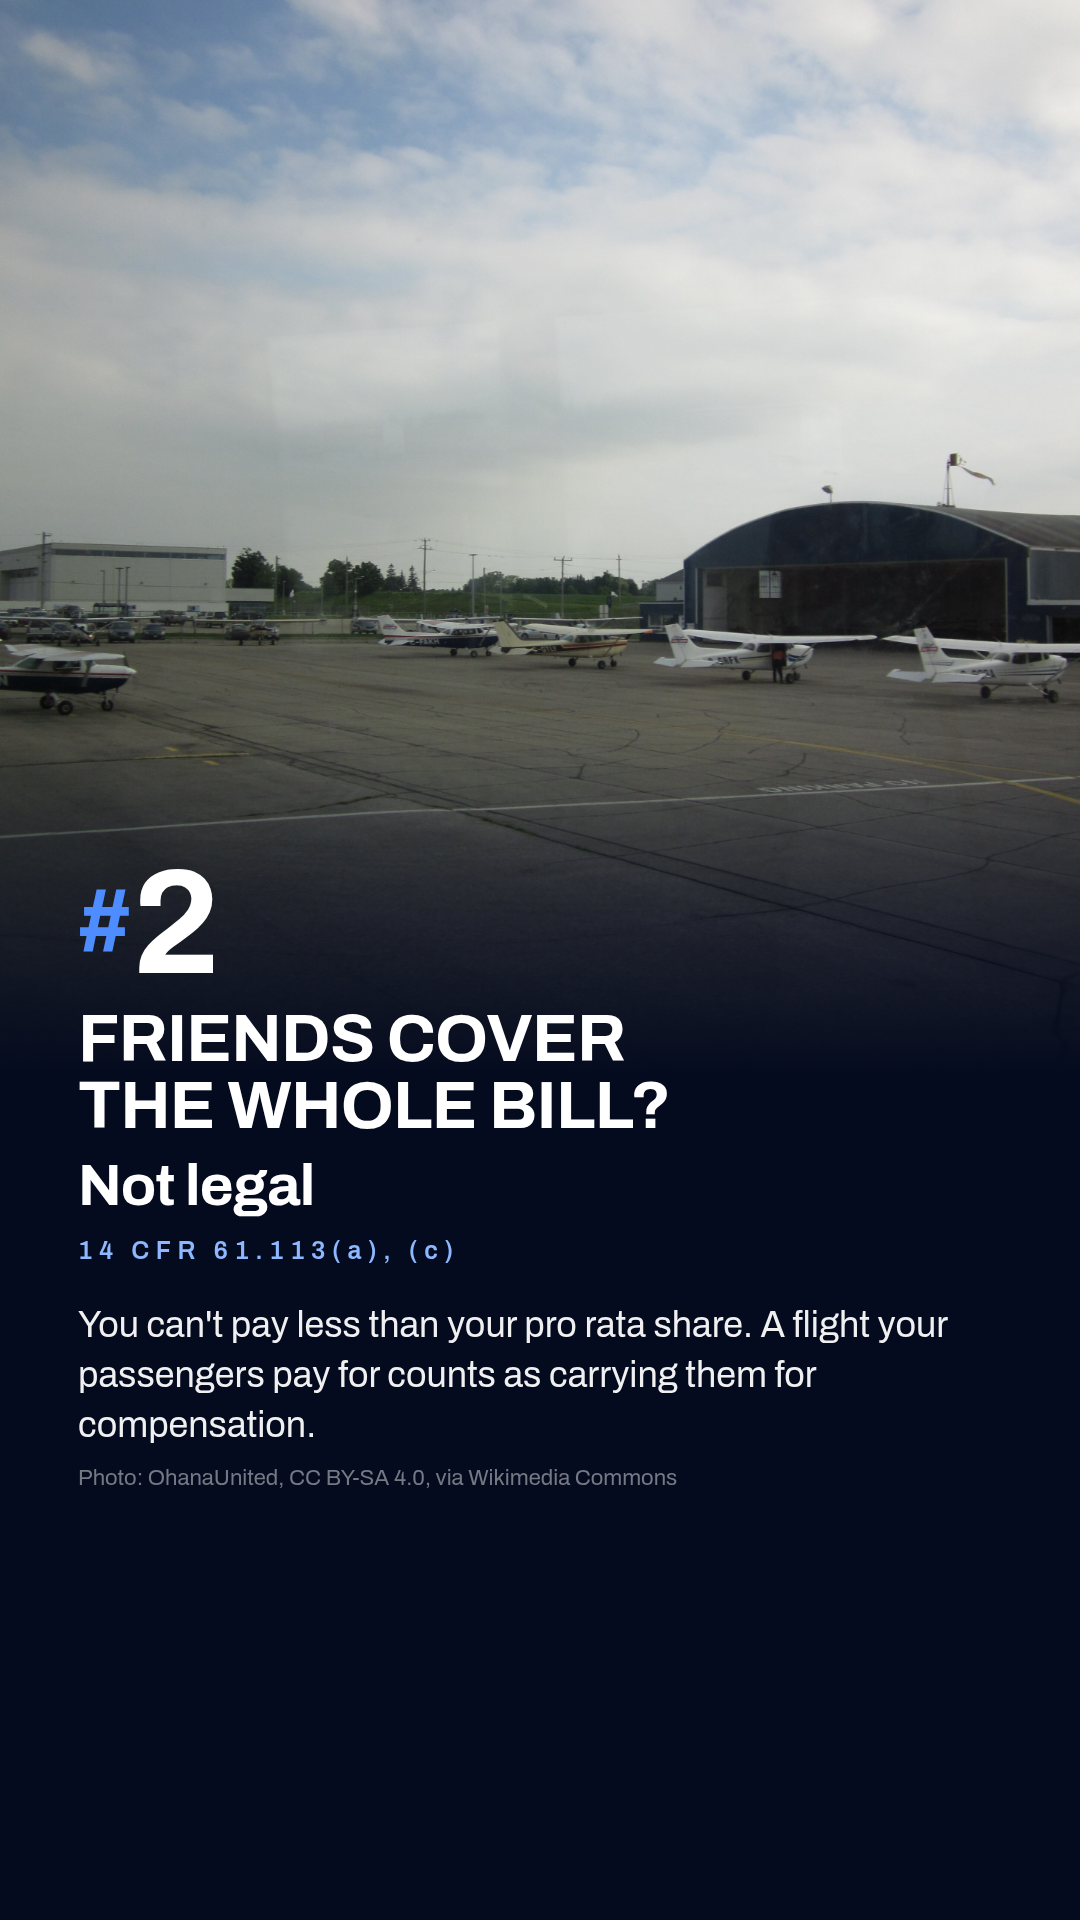 #2
FRIENDS COVER
THE WHOLE BILL?
Not legal
14 CFR 61.113(a), (c)
You can't pay less than your pro rata share. A flight your
passengers pay for counts as carrying them for
compensation.
Photo: OhanaUnited, CC BY-SA 4.0, via Wikimedia Commons